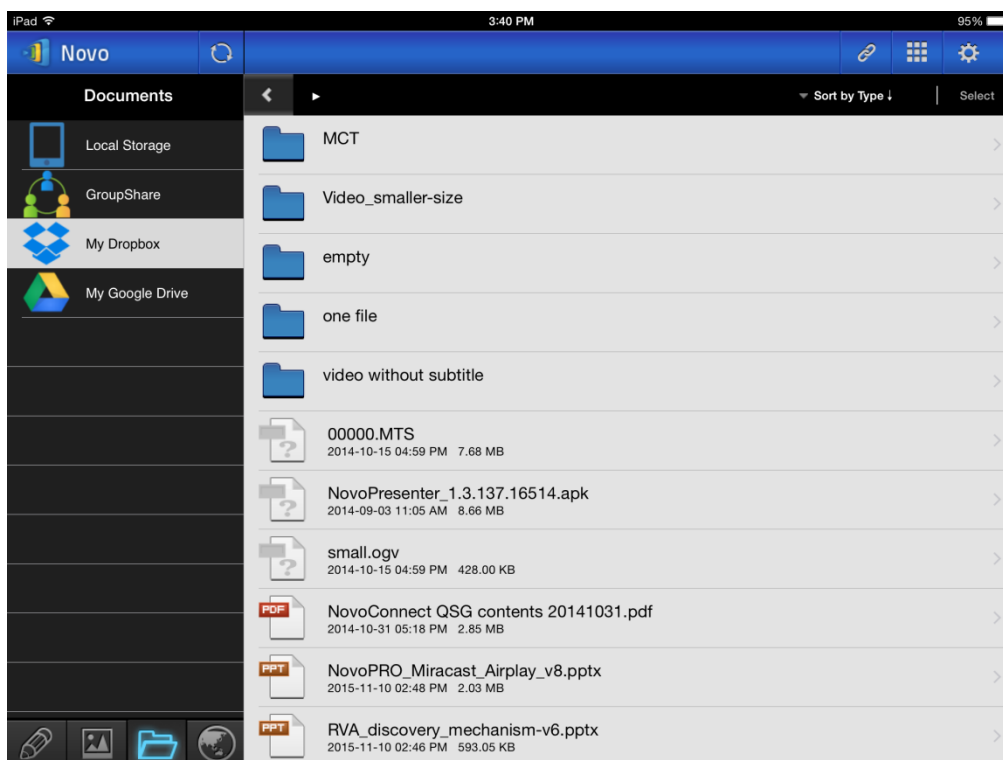 iPad 3:40 PM 95%
Novo
Documents ▸ Sort by Type ↓ | Select
Local Storage
GroupShare
My Dropbox
My Google Drive
MCT
Video_smaller-size
empty
one file
video without subtitle
00000.MTS
2014-10-15 04:59 PM 7.68 MB
NovoPresenter_1.3.137.16514.apk
2014-09-03 11:05 AM 8.66 MB
small.ogv
2014-10-15 04:59 PM 428.00 KB
PDF NovoConnect QSG contents 20141031.pdf
2014-10-31 05:18 PM 2.85 MB
PPT NovoPRO_Miracast_Airplay_v8.pptx
2015-11-10 02:48 PM 2.03 MB
PPT RVA_discovery_mechanism-v6.pptx
2015-11-10 02:46 PM 593.05 KB